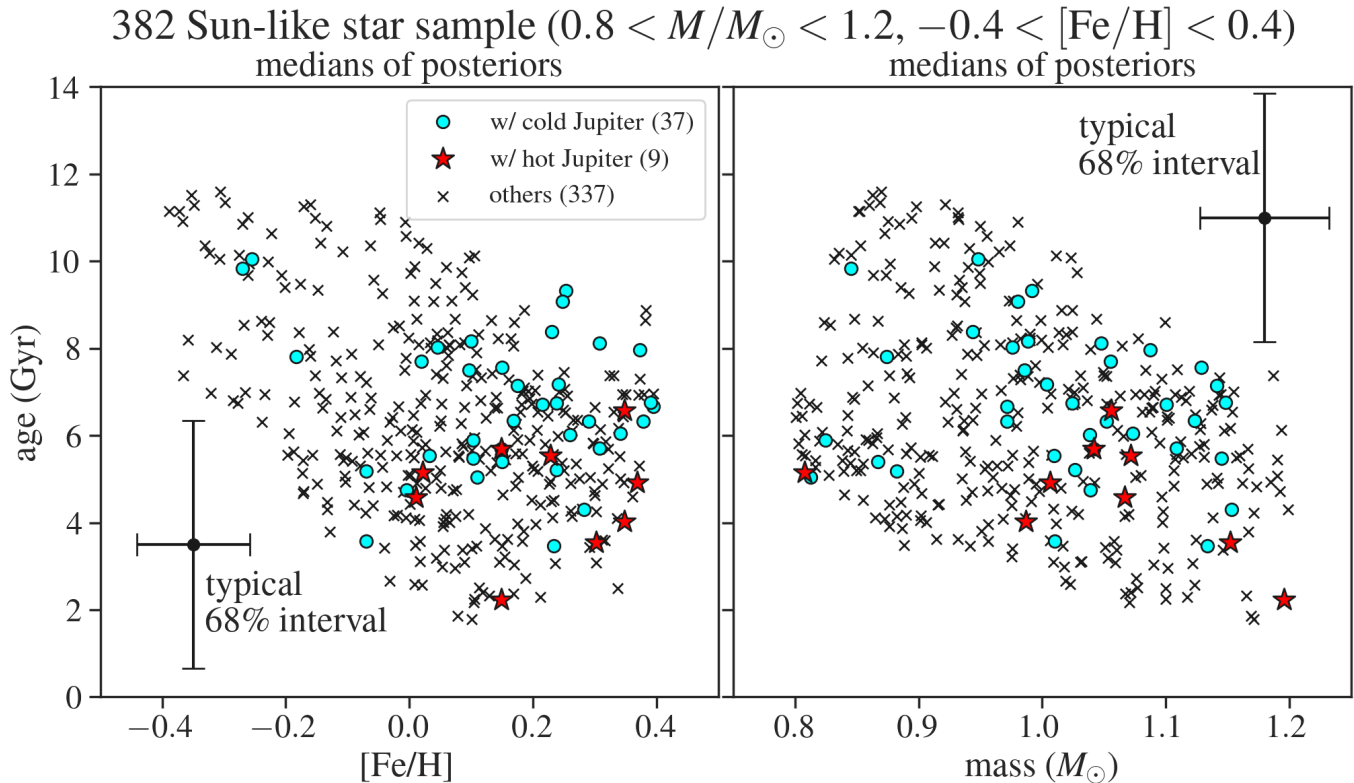 382 Sun-like star sample (0.8 < M/M⊙ < 1.2, −0.4 < [Fe/H] < 0.4)
medians of posteriors
medians of posteriors
14
12
10
8
6
4
2
0
age (Gyr)
w/ cold Jupiter (37)
w/ hot Jupiter (9)
others (337)
typical
68% interval
typical
68% interval
−0.4
−0.2
0.0
0.2
0.4
[Fe/H]
0.8
0.9
1.0
1.1
1.2
mass (M⊙)